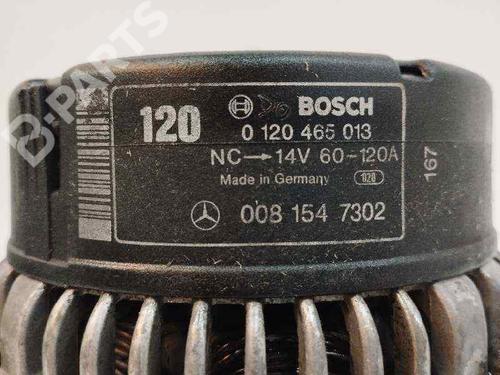 B-PARTS
120
BOSCH
0 120 465 013
NC→14V 60-120A
Made in Germany 020
008 154 7302
167